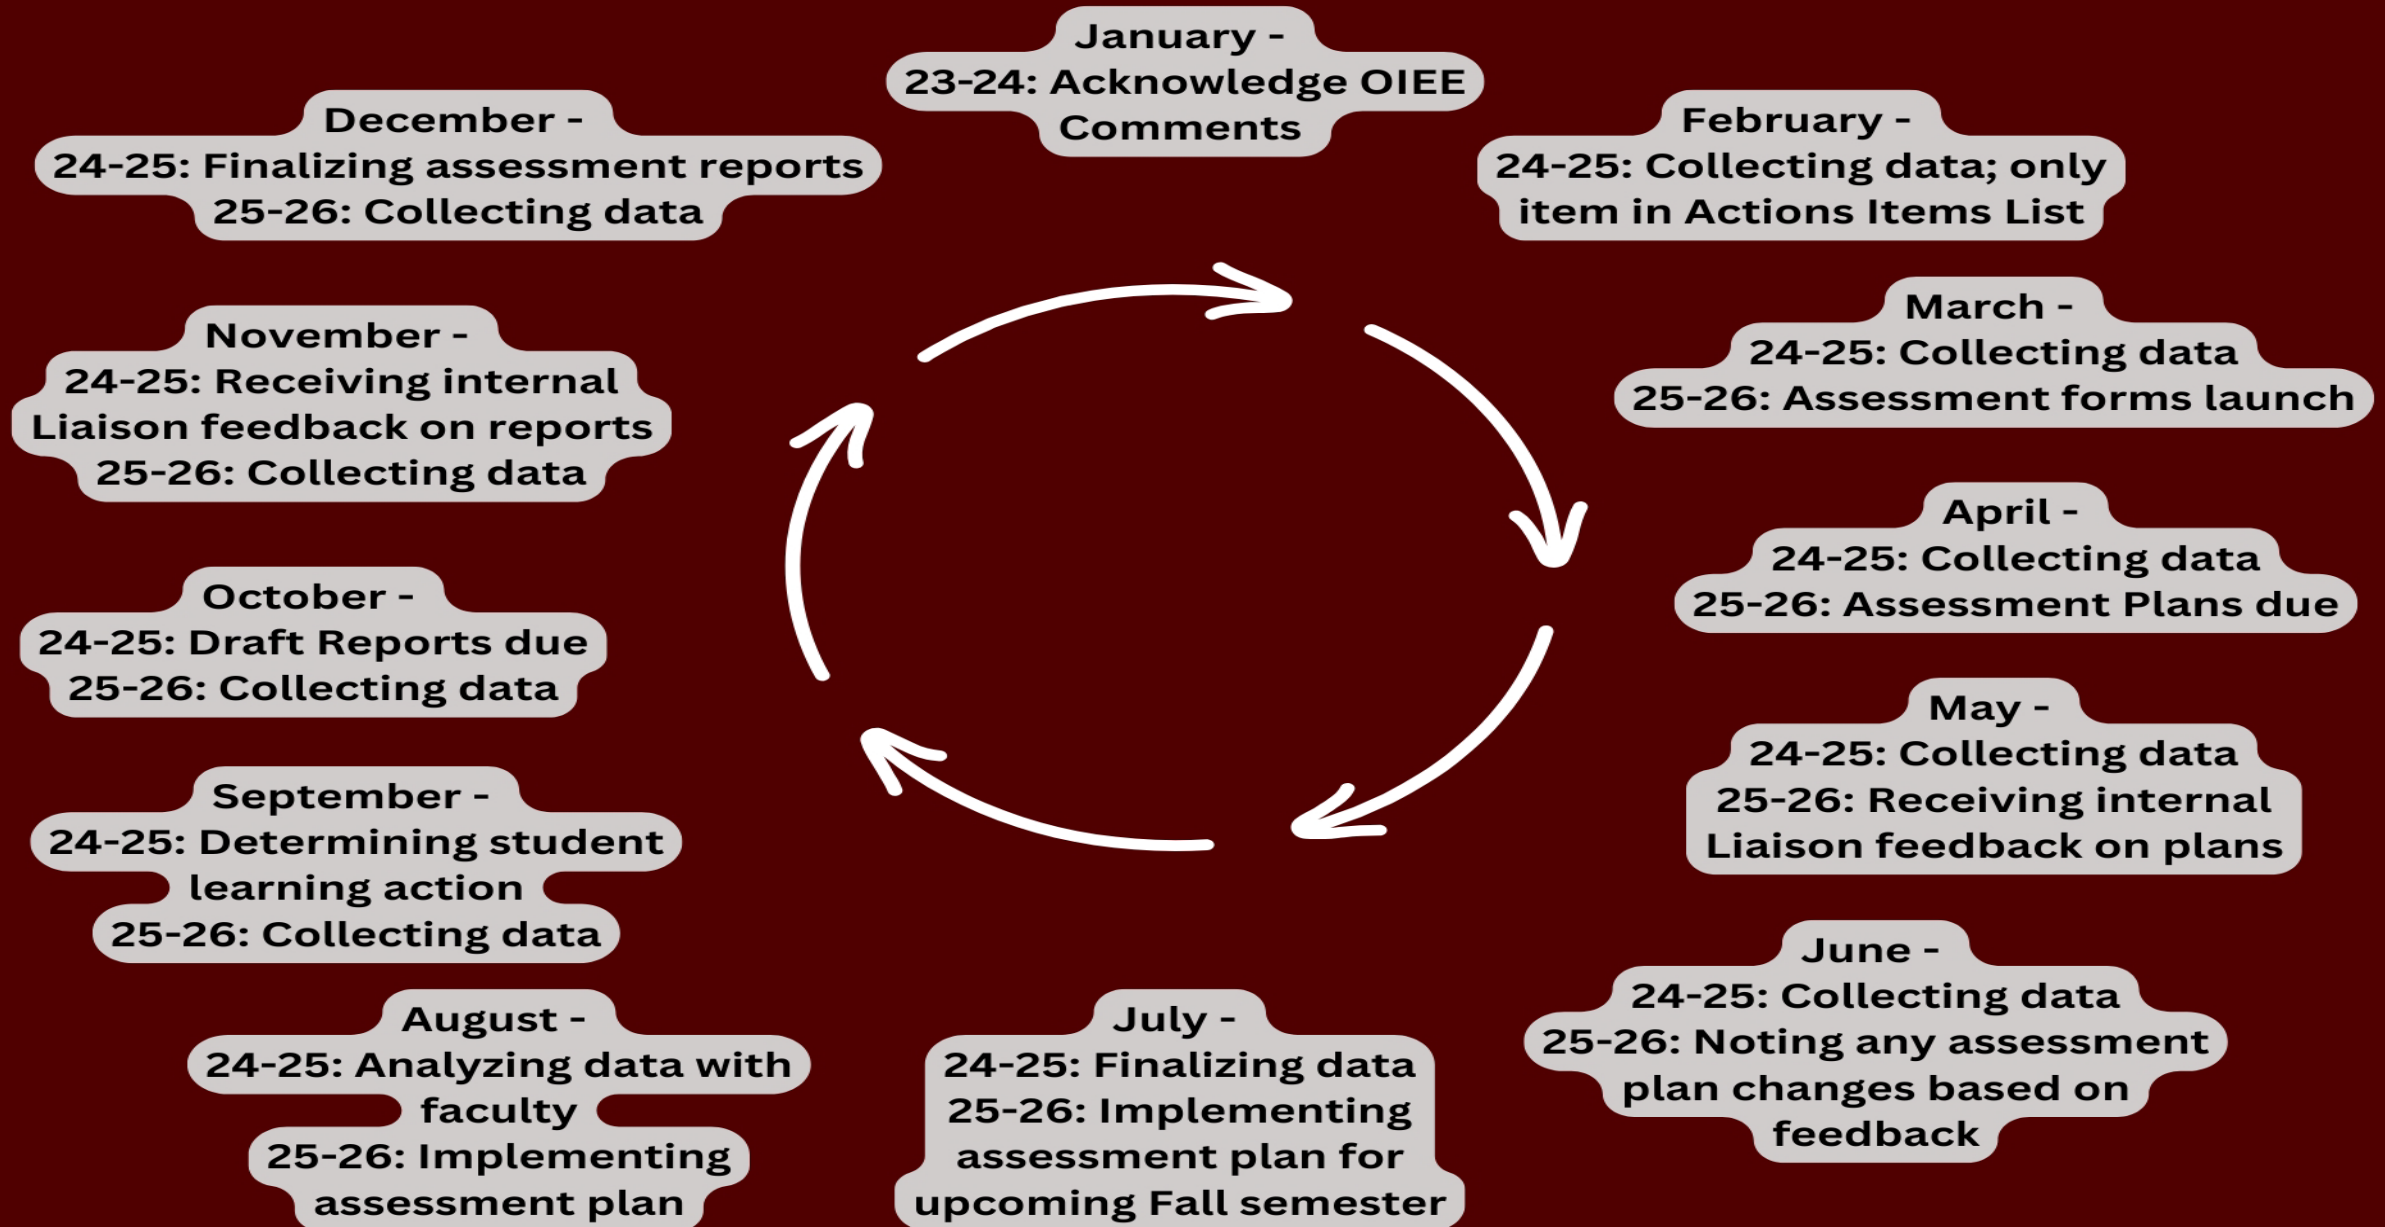 January -
23-24: Acknowledge OIEE
Comments
February -
24-25: Collecting data; only
item in Actions Items List
March -
24-25: Collecting data
25-26: Assessment forms launch
April -
24-25: Collecting data
25-26: Assessment Plans due
May -
24-25: Collecting data
25-26: Receiving internal
Liaison feedback on plans
June -
24-25: Collecting data
25-26: Noting any assessment
plan changes based on
feedback
July -
24-25: Finalizing data
25-26: Implementing
assessment plan for
upcoming Fall semester
August -
24-25: Analyzing data with
faculty
25-26: Implementing
assessment plan
September -
24-25: Determining student
learning action
25-26: Collecting data
October -
24-25: Draft Reports due
25-26: Collecting data
November -
24-25: Receiving internal
Liaison feedback on reports
25-26: Collecting data
December -
24-25: Finalizing assessment reports
25-26: Collecting data